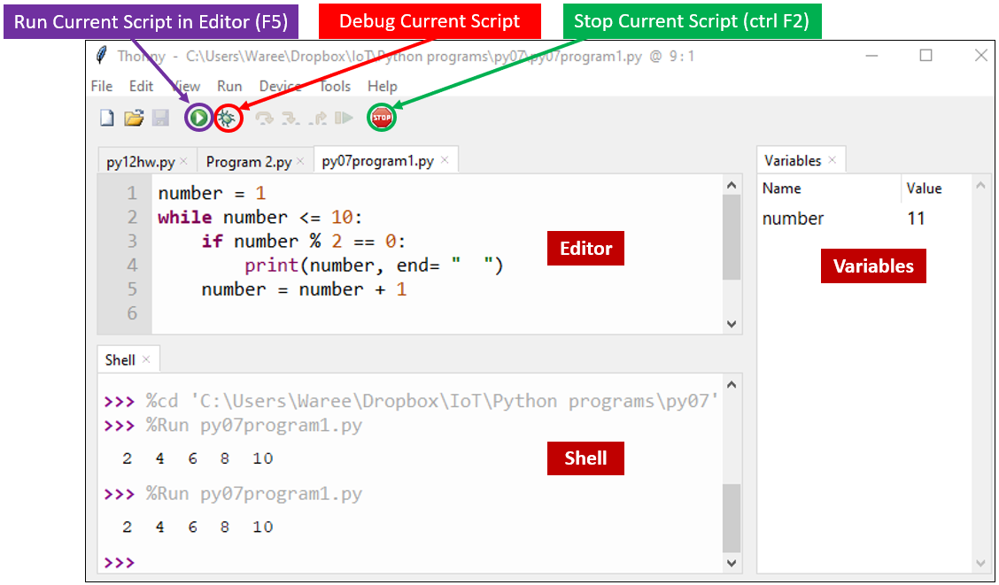 Run Current Script in Editor (F5)
Debug Current Script
Stop Current Script (ctrl F2)
Thonny - C:\Users\Waree\Dropbox\IoT\Python programs\py07\py07program1.py @ 9:1
File Edit View Run Device Tools Help
STOP
py12hw.py × Program 2.py × py07program1.py ×
1 number = 1
2 while number <= 10:
3     if number % 2 == 0:
4         print(number, end= "  ")
5     number = number + 1
6
Editor
Variables ×
Name Value
number 11
Variables
Shell ×
>>> %cd 'C:\Users\Waree\Dropbox\IoT\Python programs\py07'
>>> %Run py07program1.py
2 4 6 8 10
>>> %Run py07program1.py
2 4 6 8 10
>>>
Shell